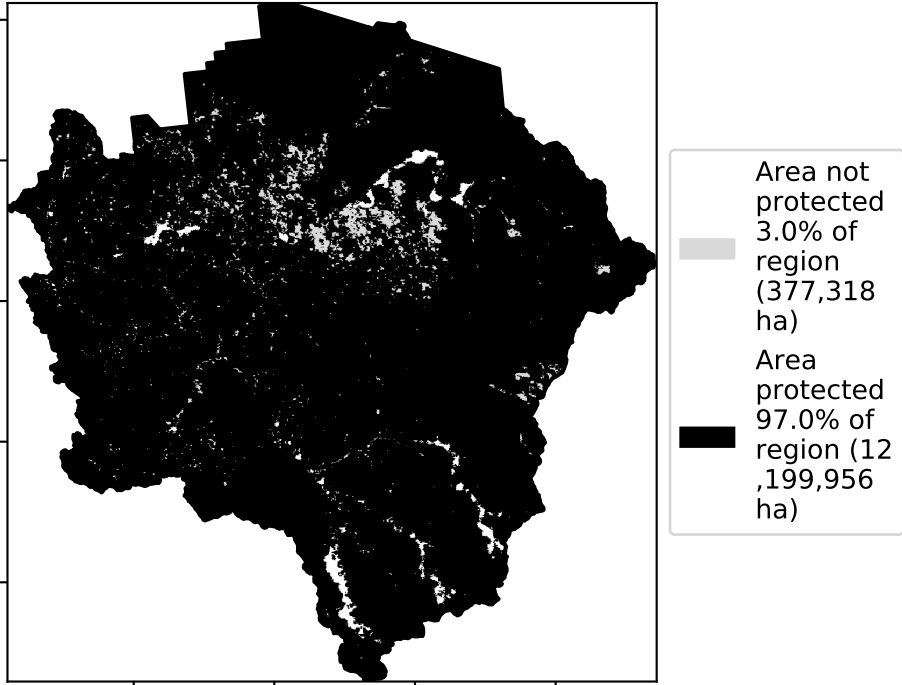 Area not
protected
3.0% of
region
(377,318
ha)
Area
protected
97.0% of
region (12
,199,956
ha)